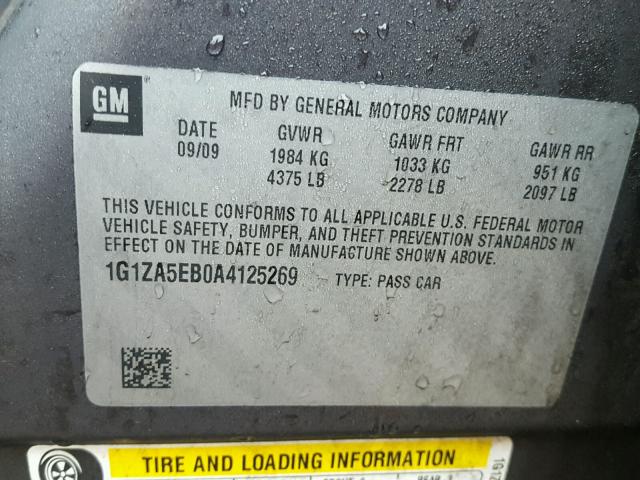 GM
MFD BY GENERAL MOTORS COMPANY
DATE GVWR GAWR FRT GAWR RR
09/09 1984 KG 1033 KG 951 KG
4375 LB 2278 LB 2097 LB
THIS VEHICLE CONFORMS TO ALL APPLICABLE U.S. FEDERAL MOTOR
VEHICLE SAFETY, BUMPER, AND THEFT PREVENTION STANDARDS IN
EFFECT ON THE DATE OF MANUFACTURE SHOWN ABOVE.
1G1ZA5EB0A4125269 TYPE: PASS CAR
TIRE AND LOADING INFORMATION